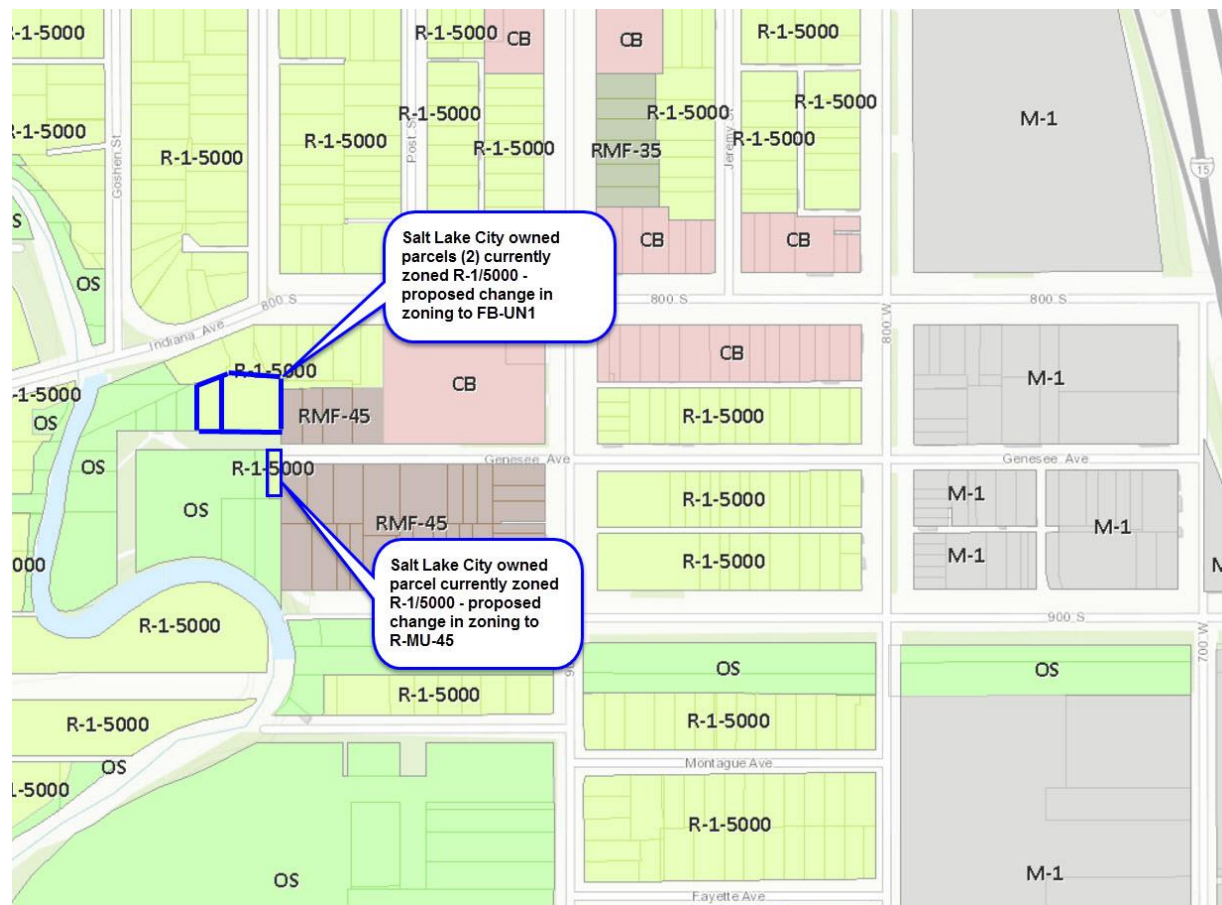 -1-5000
R-1-5000
CB
CB
R-1-5000
R-1-5000
R-1-5000
R-1-5000
M-1
-1-5000
R-1-5000
R-1-5000
Post S
R-1-5000
RMF-35
Jeremy St
R-1-5000
15
Goshen St
S
CB
CB
OS
Salt Lake City owned
parcels (2) currently
zoned R-1/5000 -
proposed change in
zoning to FB-UN1
800 S
800 S
800 S
Indiana Ave
800 W
R-1-5000
CB
CB
M-1
-1-5000
OS
RMF-45
R-1-5000
OS
R-1-5000
Genesee Ave
Genesee Ave
OS
R-1-5000
M-1
RMF-45
M-1
000
Salt Lake City owned
parcel currently zoned
R-1/5000 - proposed
change in zoning to
R-MU-45
R-1-5000
M-1
R-1-5000
900 S
700 W
OS
OS
R-1-5000
R-1-5000
R-1-5000
OS
Montague Ave
1-5000
R-1-5000
OS
M-1
Fayette Ave